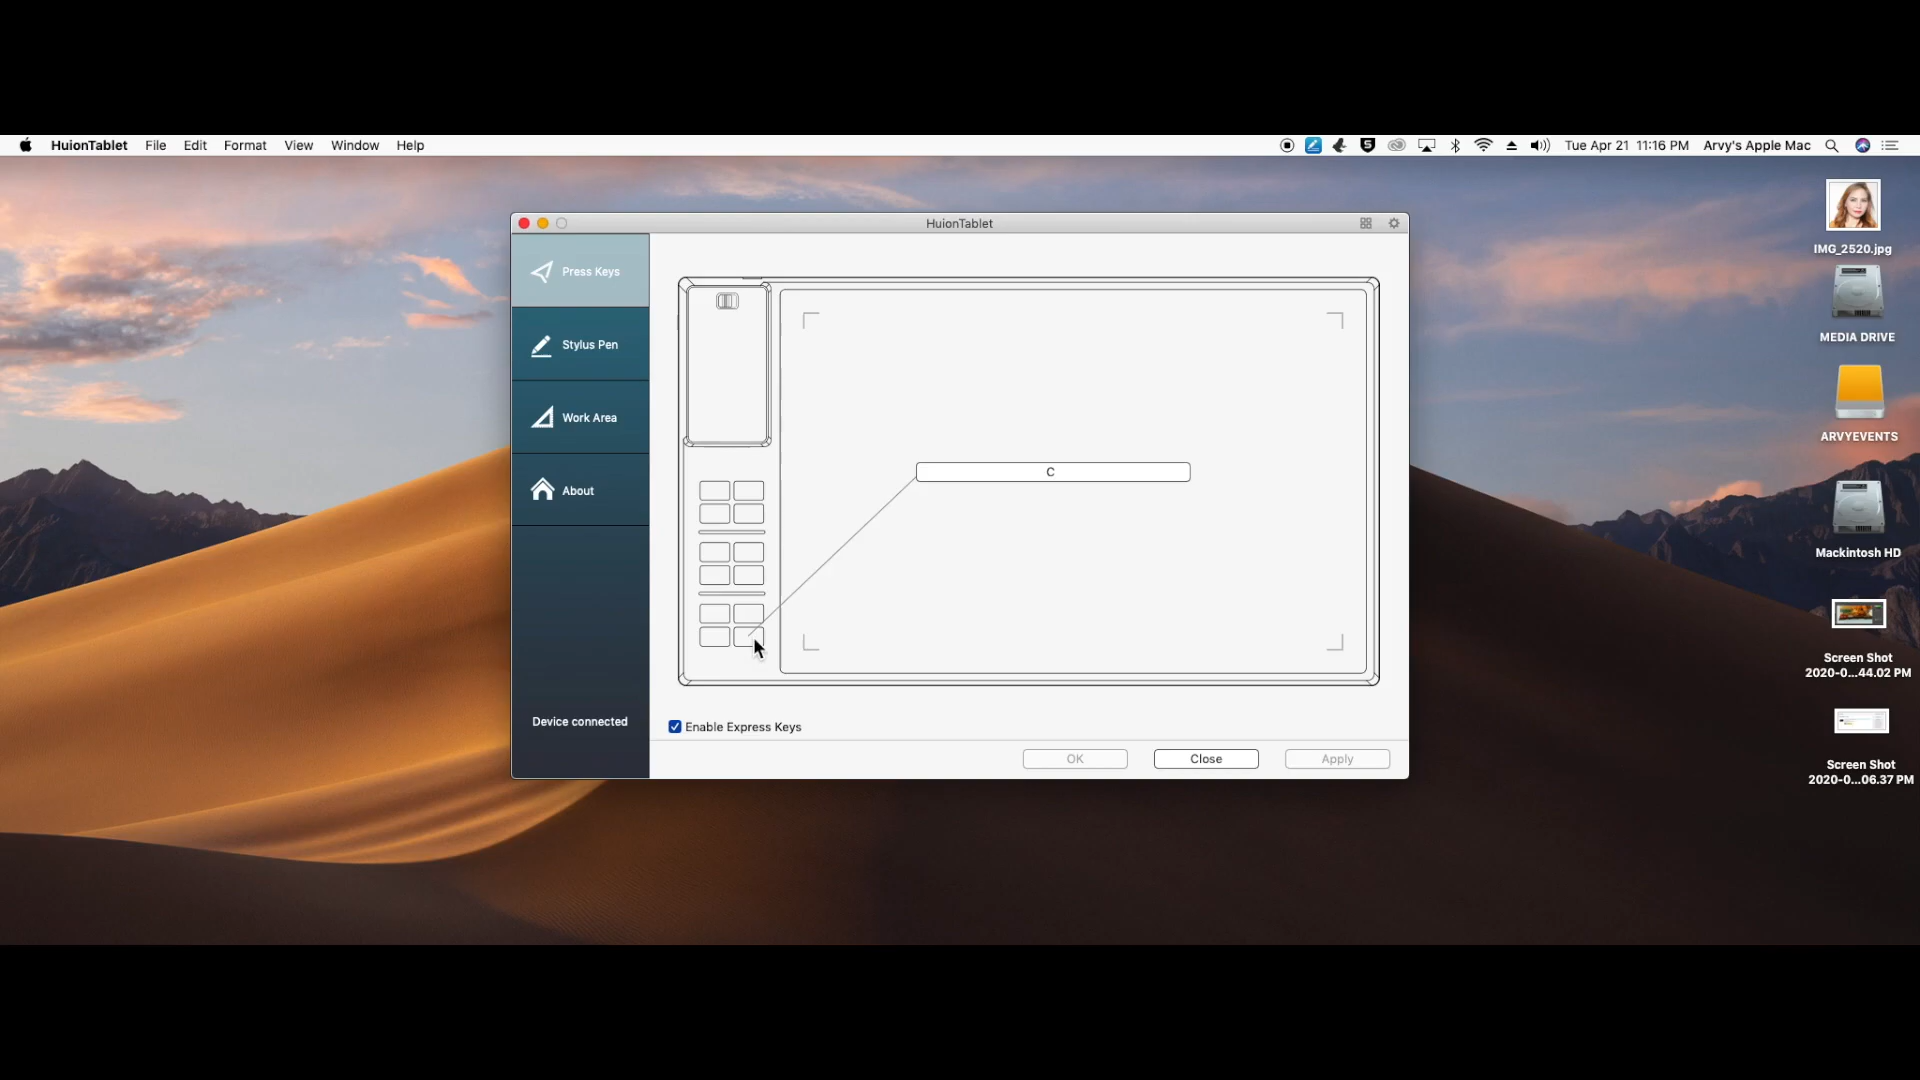 HuionTablet File Edit Format View Window Help
Tue Apr 21 11:16 PM Arvy's Apple Mac
HuionTablet
Press Keys
Stylus Pen
Work Area
About
Device connected
C
Enable Express Keys
OK Close Apply
IMG_2520.jpg
MEDIA DRIVE
ARVYEVENTS
Mackintosh HD
Screen Shot
2020-0...44.02 PM
Screen Shot
2020-0...06.37 PM